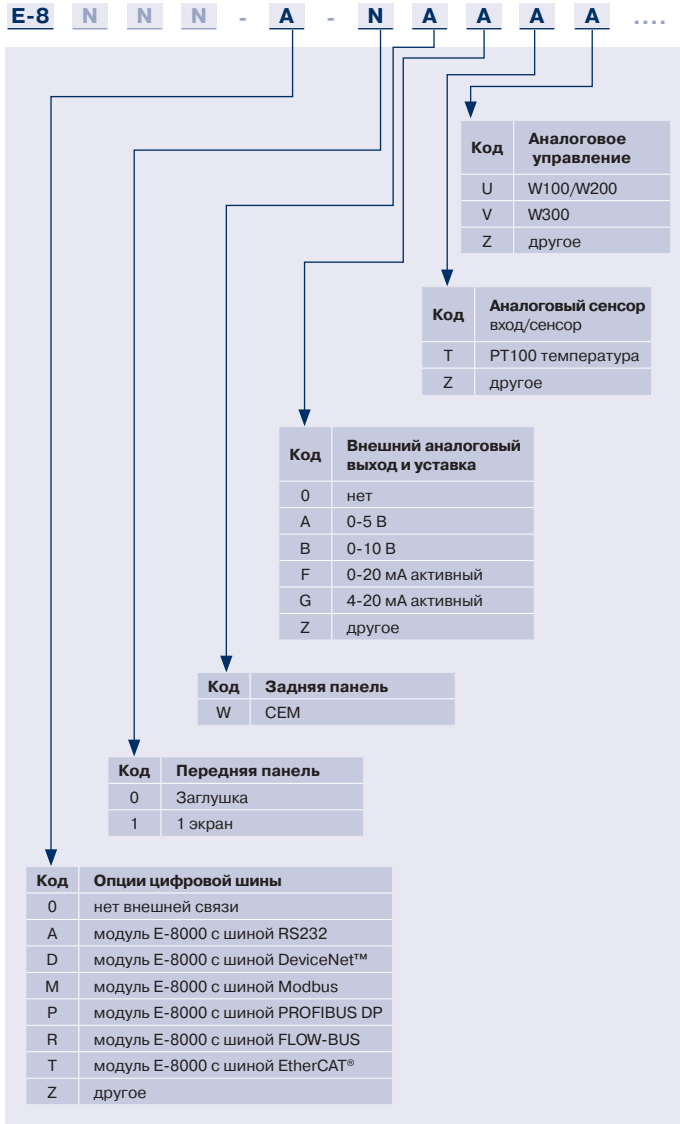 E-8 N N N - A - N A A A A ....
Код Аналоговое управление
U W100/W200
V W300
Z другое
Код Аналоговый сенсор вход/сенсор
T PT100 температура
Z другое
Код Внешний аналоговый выход и уставка
0 нет
A 0-5 В
B 0-10 В
F 0-20 мА активный
G 4-20 мА активный
Z другое
Код Задняя панель
W CEM
Код Передняя панель
0 Заглушка
1 1 экран
Код Опции цифровой шины
0 нет внешней связи
A модуль E-8000 с шиной RS232
D модуль E-8000 с шиной DeviceNet™
M модуль E-8000 с шиной Modbus
P модуль E-8000 с шиной PROFIBUS DP
R модуль E-8000 с шиной FLOW-BUS
T модуль E-8000 с шиной EtherCAT®
Z другое